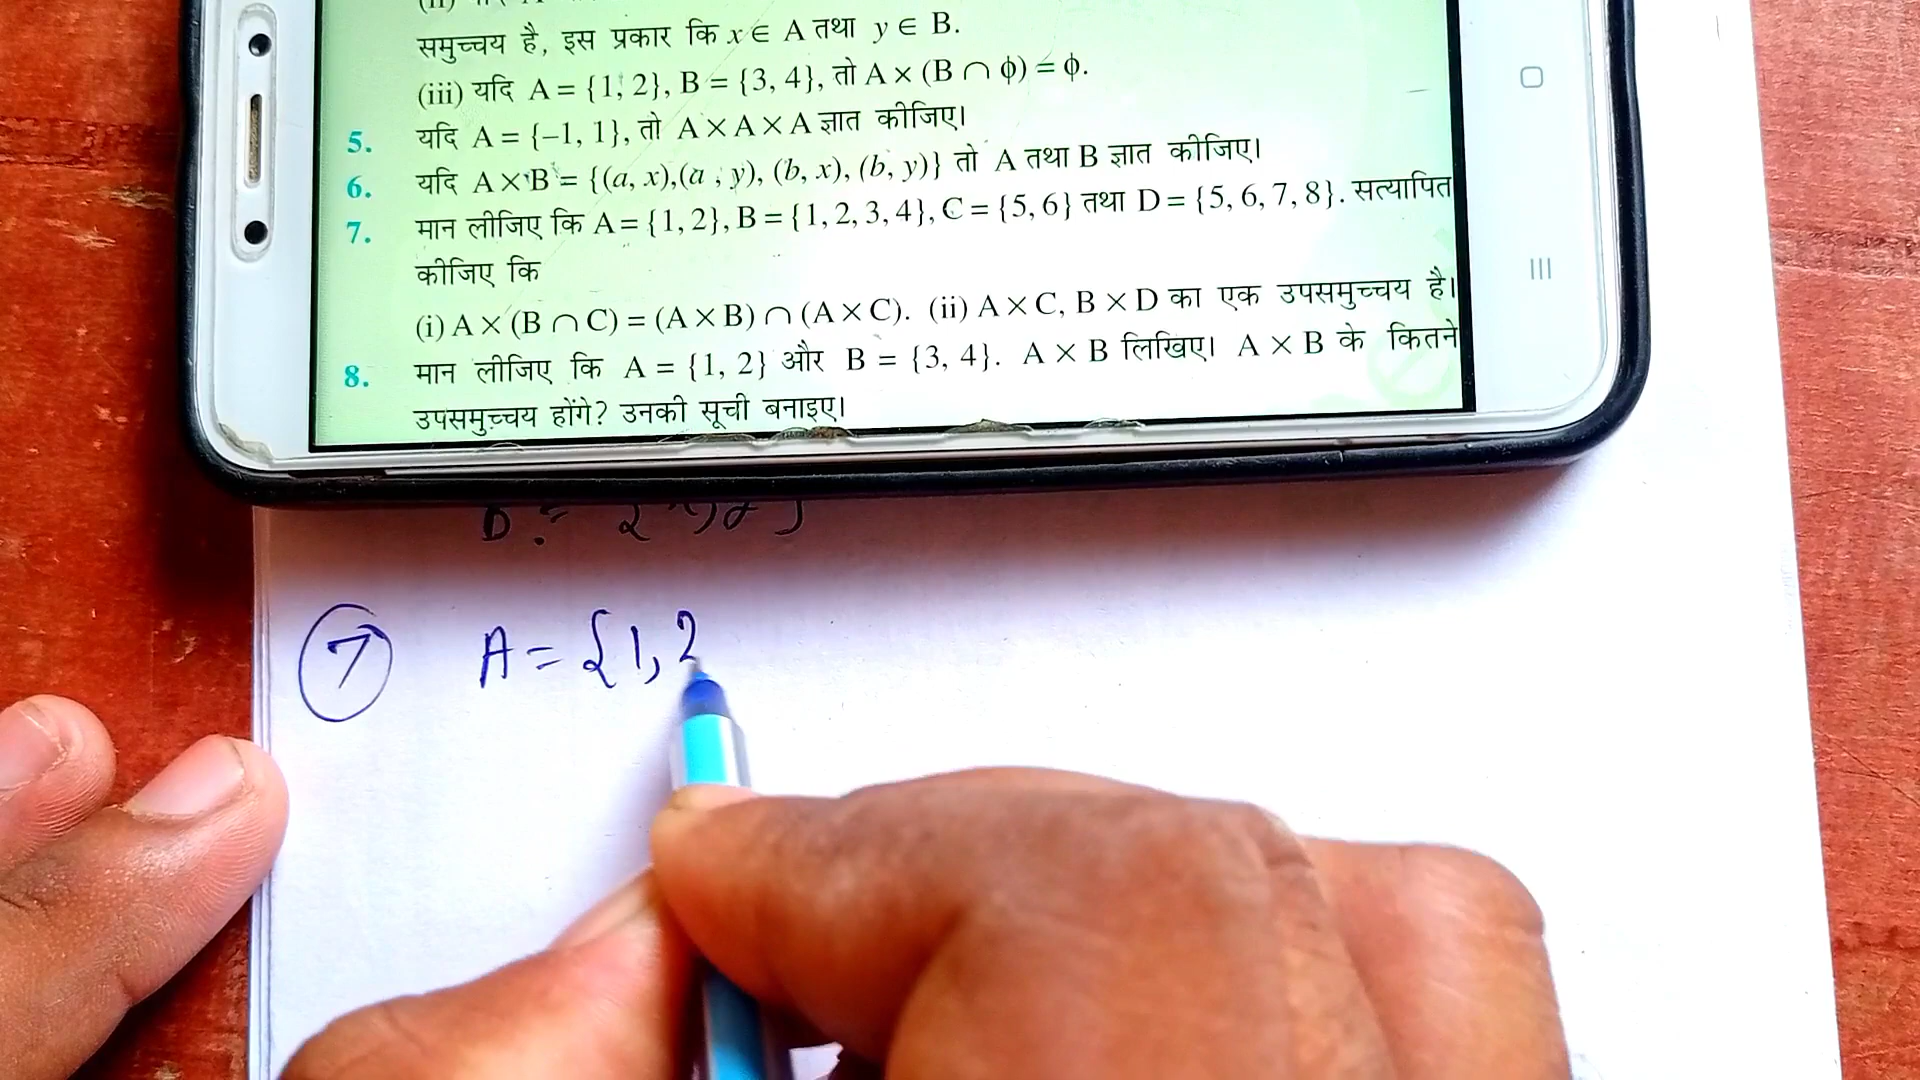 समुच्चय है, इस प्रकार कि x ∈ A तथा y ∈ B.
(iii) यदि A = {1, 2}, B = {3, 4}, तो A × (B ∩ ϕ) = ϕ.
5. यदि A = {–1, 1}, तो A × A × A ज्ञात कीजिए।
6. यदि A × B = {(a, x),(a , y), (b, x), (b, y)} तो A तथा B ज्ञात कीजिए।
7. मान लीजिए कि A = {1, 2}, B = {1, 2, 3, 4}, C = {5, 6} तथा D = {5, 6, 7, 8}. सत्यापित
कीजिए कि
(i) A × (B ∩ C) = (A × B) ∩ (A × C). (ii) A × C, B × D का एक उपसमुच्चय है।
8. मान लीजिए कि A = {1, 2} और B = {3, 4}. A × B लिखिए। A × B के कितने
उपसमुच्चय होंगे? उनकी सूची बनाइए।
7 A = {1, 2